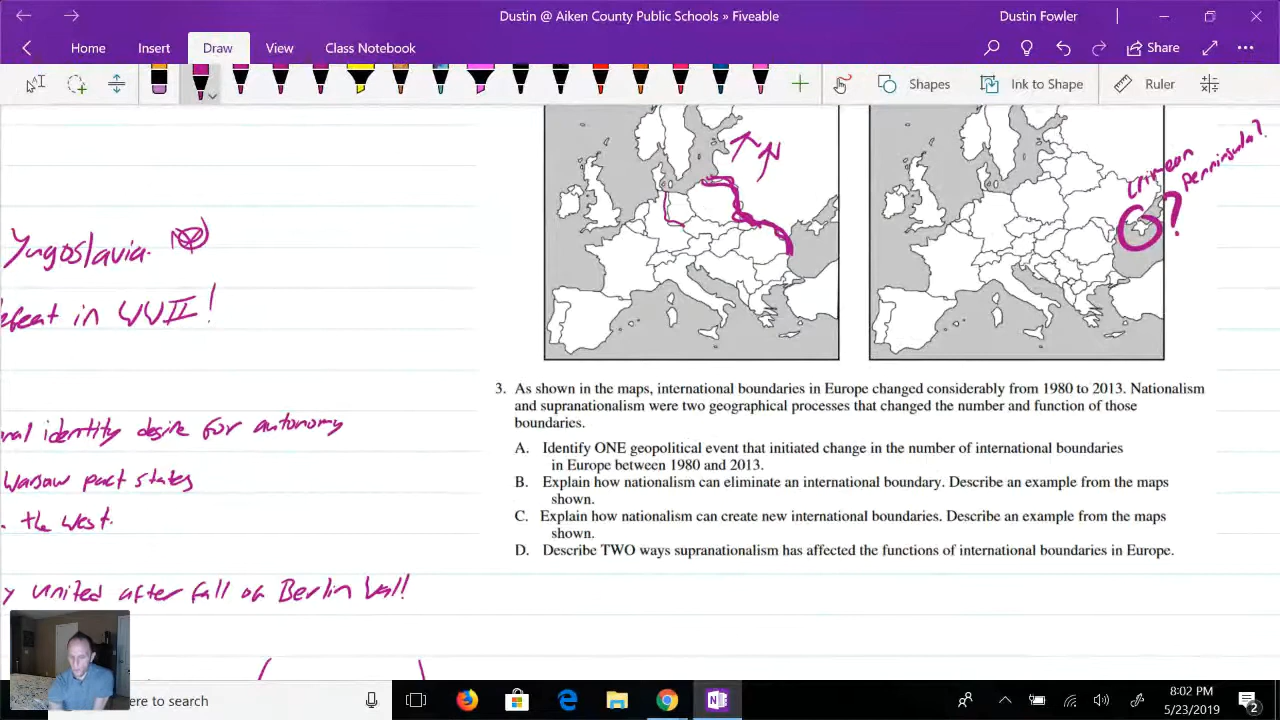 Dustin @ Aiken County Public Schools » Fiveable
Dustin Fowler
Home Insert Draw View Class Notebook
Share
Shapes
Ink to Shape
Ruler
Crimean
Penninsula?
?
N
Yugoslavia.
efeat in WWII!
nal identity desire for autonomy
Warsaw pact states
the West.
y united after fall of Berlin Wall
3. As shown in the maps, international boundaries in Europe changed considerably from 1980 to 2013. Nationalism
and supranationalism were two geographical processes that changed the number and function of those
boundaries.
A. Identify ONE geopolitical event that initiated change in the number of international boundaries
in Europe between 1980 and 2013.
B. Explain how nationalism can eliminate an international boundary. Describe an example from the maps
shown.
C. Explain how nationalism can create new international boundaries. Describe an example from the maps
shown.
D. Describe TWO ways supranationalism has affected the functions of international boundaries in Europe.
ere to search
8:02 PM
5/23/2019
2